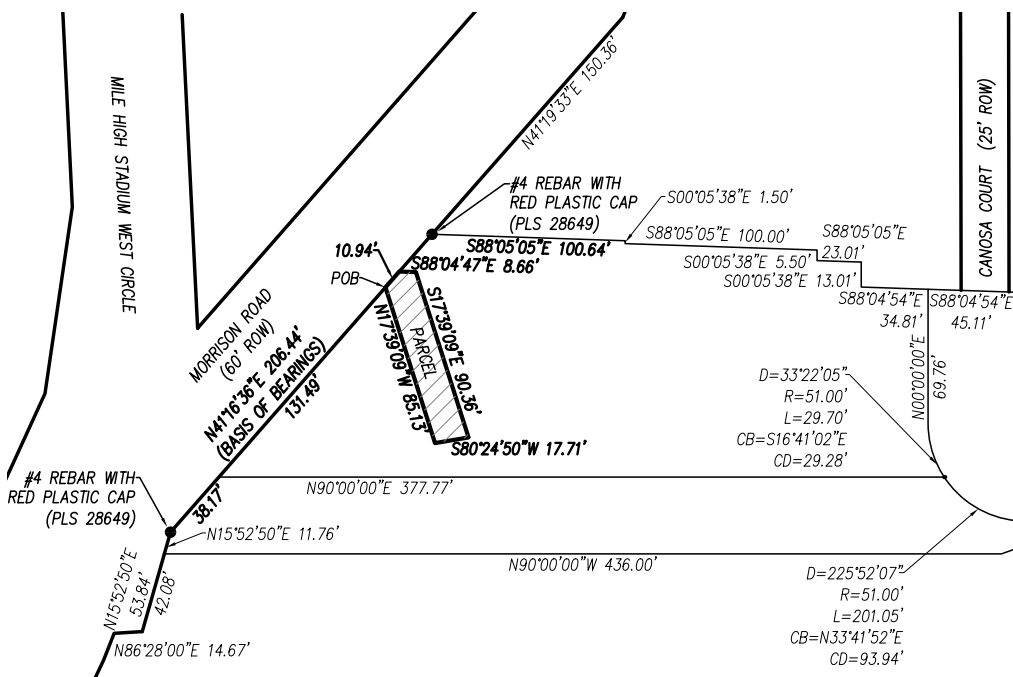 MILE HIGH STADIUM WEST CIRCLE
N41°19'33"E 150.36'
CANOSA COURT (25' ROW)
#4 REBAR WITH
RED PLASTIC CAP
(PLS 28649)
S00°05'38"E 1.50'
S88°05'05"E 100.64'
S88°05'05"E 100.00'
S88°05'05"E
23.01'
10.94'
S88°04'47"E 8.66'
S00°05'38"E 5.50'
S00°05'38"E 13.01'
POB
S88°04'54"E
34.81'
S88°04'54"E
45.11'
MORRISON ROAD
(60' ROW)
N41°16'36"E 206.44'
(BASIS OF BEARINGS)
131.49'
N17°39'09"W 85.13'
PARCEL
S17°39'09"E 90.36'
S80°24'50"W 17.71'
N00°00'00"E
69.76'
D=33°22'05"
R=51.00'
L=29.70'
CB=S16°41'02"E
CD=29.28'
#4 REBAR WITH
RED PLASTIC CAP
(PLS 28649)
38.17'
N90°00'00"E 377.77'
N15°52'50"E 11.76'
N90°00'00"W 436.00'
N15°52'50"E
53.84'
42.08'
N86°28'00"E 14.67'
D=225°52'07"
R=51.00'
L=201.05'
CB=N33°41'52"E
CD=93.94'